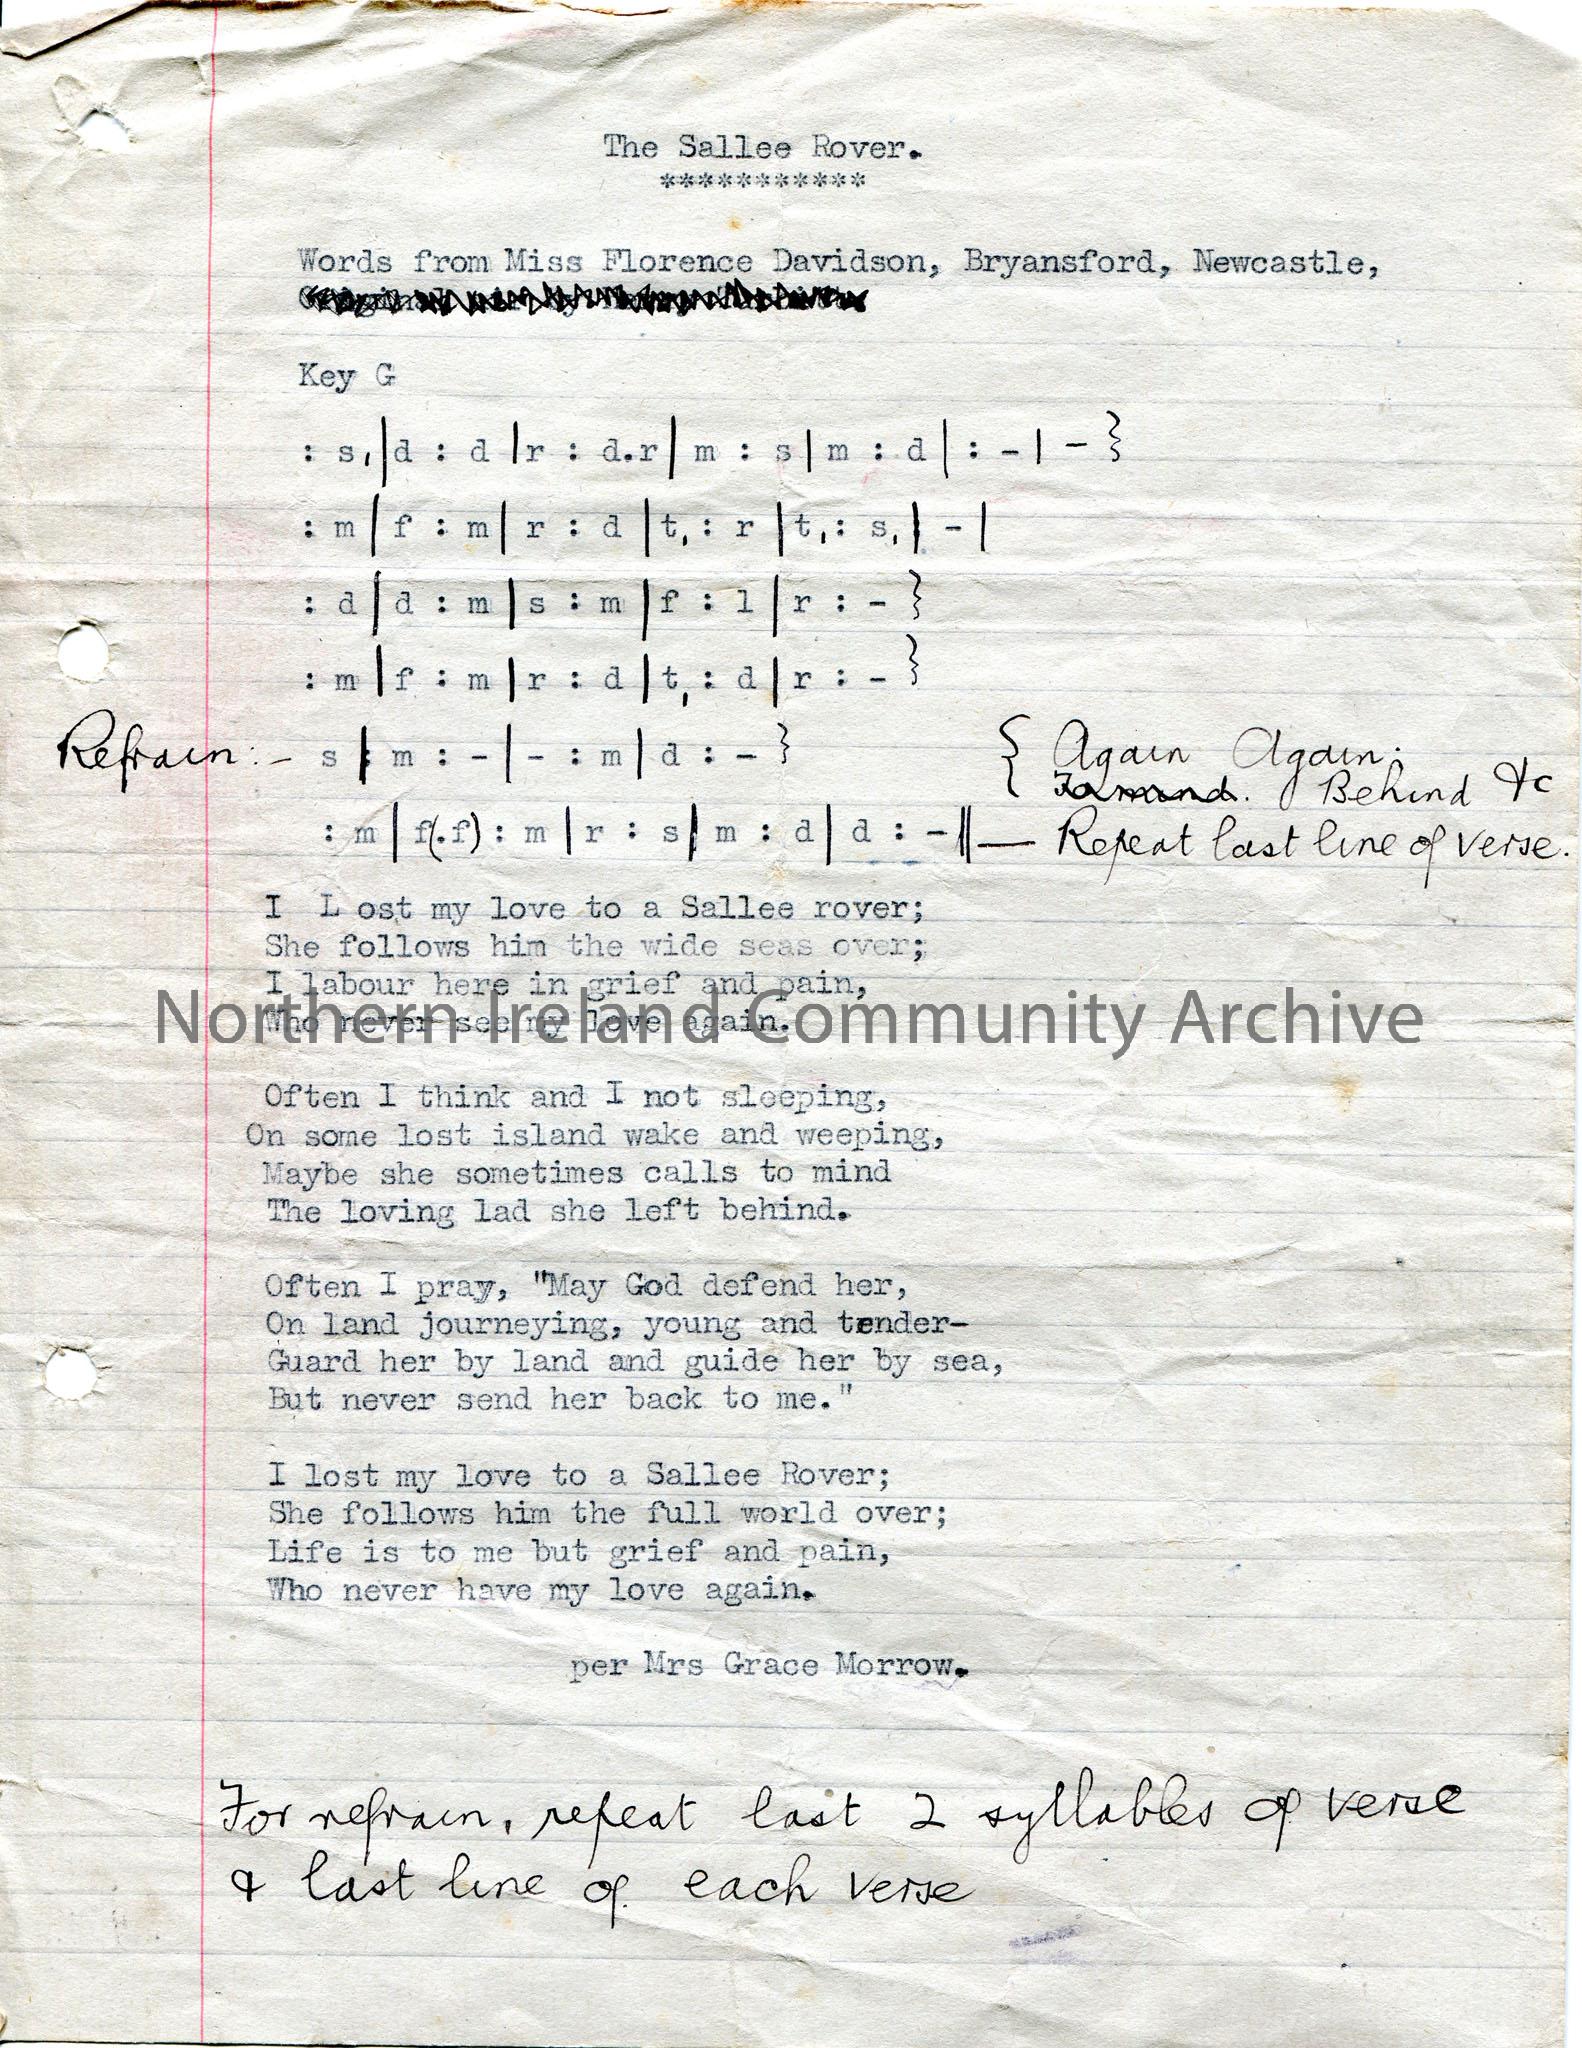 The Sallee Rover.
***********
Words from Miss Florence Davidson, Bryansford, Newcastle,
Key G
: s,|d : d |r : d.r| m : s|m : d| : -| - }
: m | f : m| r : d |t, : r |t, : s,| - |
: d | d : m | s : m | f : l | r : - }
: m | f : m | r : d | t, : d | r : - }
Refrain:- s | m : - | - : m | d : - } { Again Again.
Behind &c
: m | f(.f) : m | r : s| m : d | d : -|| — Repeat last line of verse.
I L ost my love to a Sallee rover;
She follows him the wide seas over;
I labour here in grief and pain,
Who never see my love again.
Northern Ireland Community Archive
Often I think and I not sleeping,
On some lost island wake and weeping,
Maybe she sometimes calls to mind
The loving lad she left behind.
Often I pray, "May God defend her,
On land journeying, young and tender-
Guard her by land and guide her by sea,
But never send her back to me."
I lost my love to a Sallee Rover;
She follows him the full world over;
Life is to me but grief and pain,
Who never have my love again.
per Mrs Grace Morrow.
For refrain, repeat last 2 syllables of verse
& last line of each verse